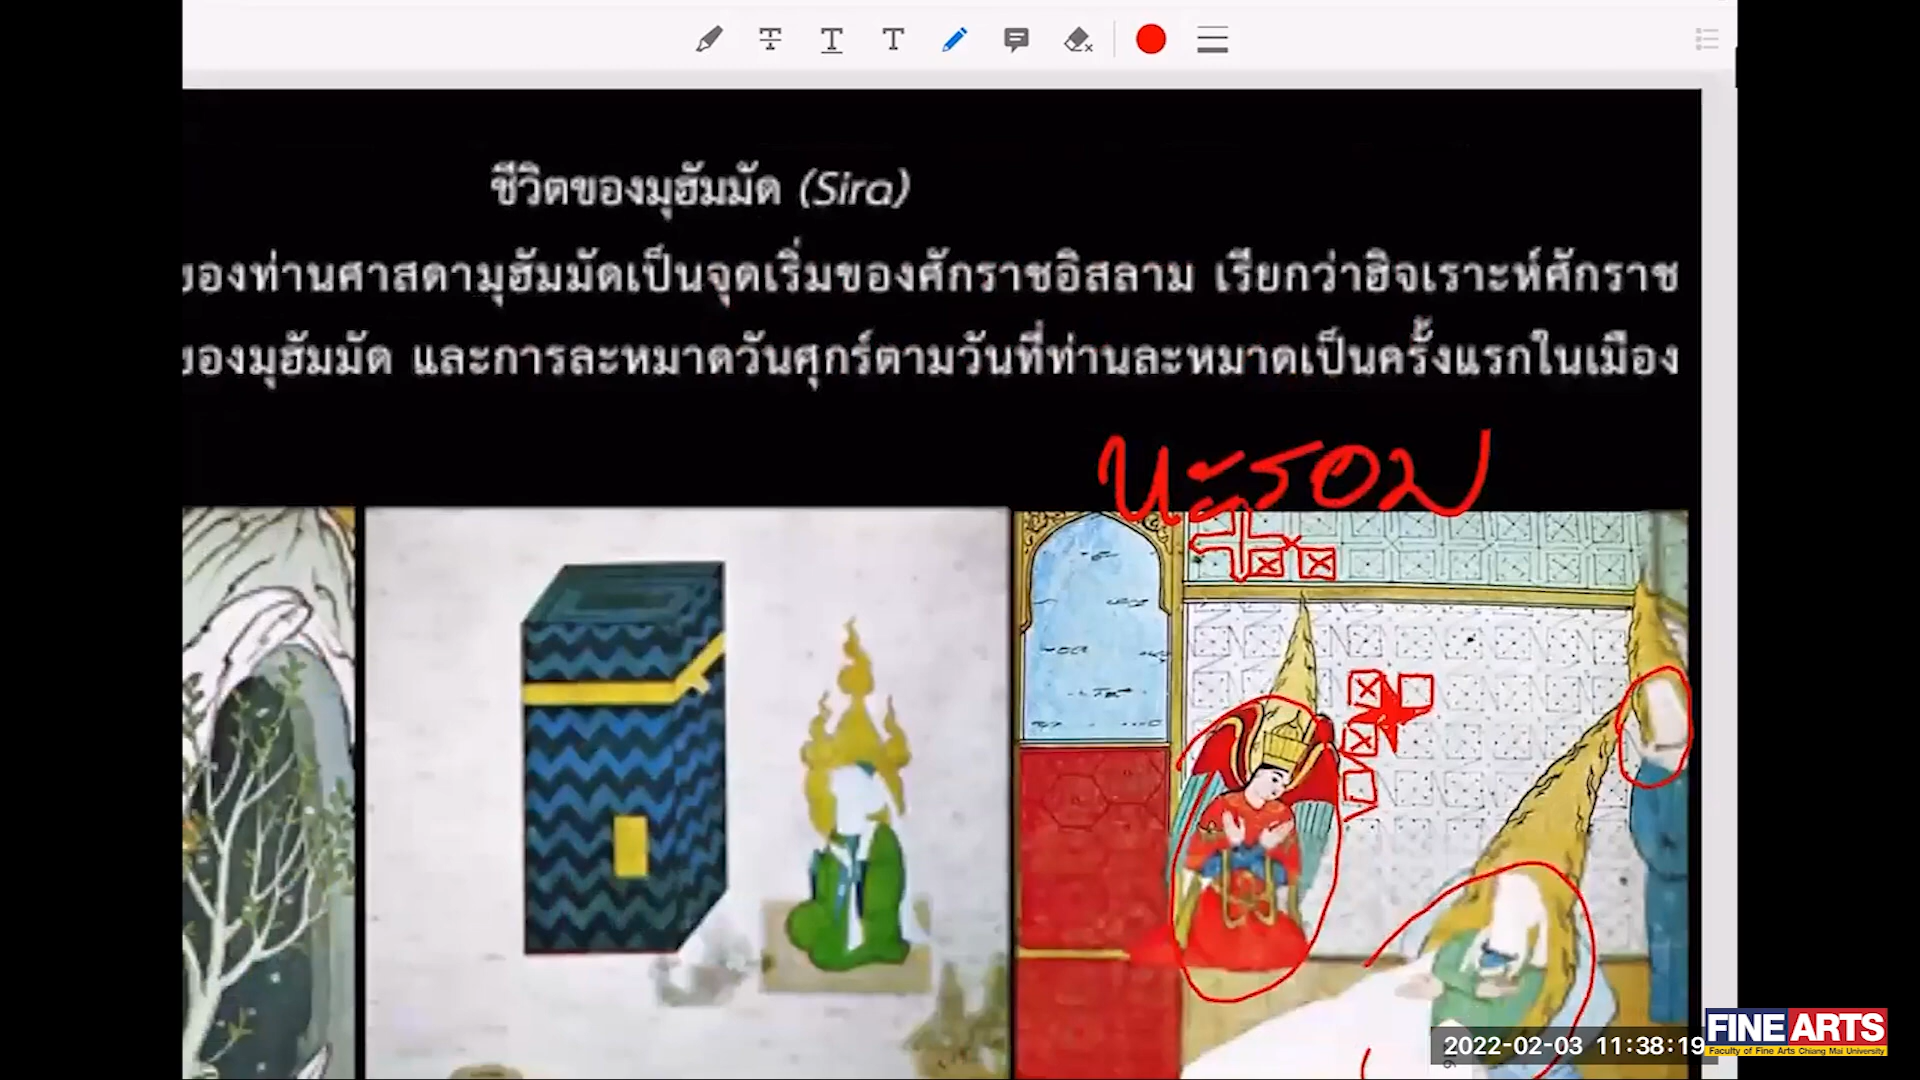 ชีวิตของมุฮัมมัด (Sira)
ของท่านศาสดามุฮัมมัดเป็นจุดเริ่มของศักราชอิสลาม เรียกว่าฮิจเราะห์ศักราช
ของมุฮัมมัด และการละหมาดวันศุกร์ตามวันที่ท่านละหมาดเป็นครั้งแรกในเมือง
2022-02-03 11:38:19
FINE ARTS
Faculty of Fine Arts Chiang Mai University